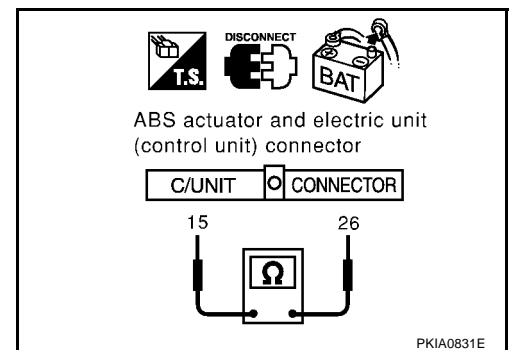 DISCONNECT
T.S.
BAT
ABS actuator and electric unit
(control unit) connector
C/UNIT CONNECTOR
15 26
Ω
PKIA0831E